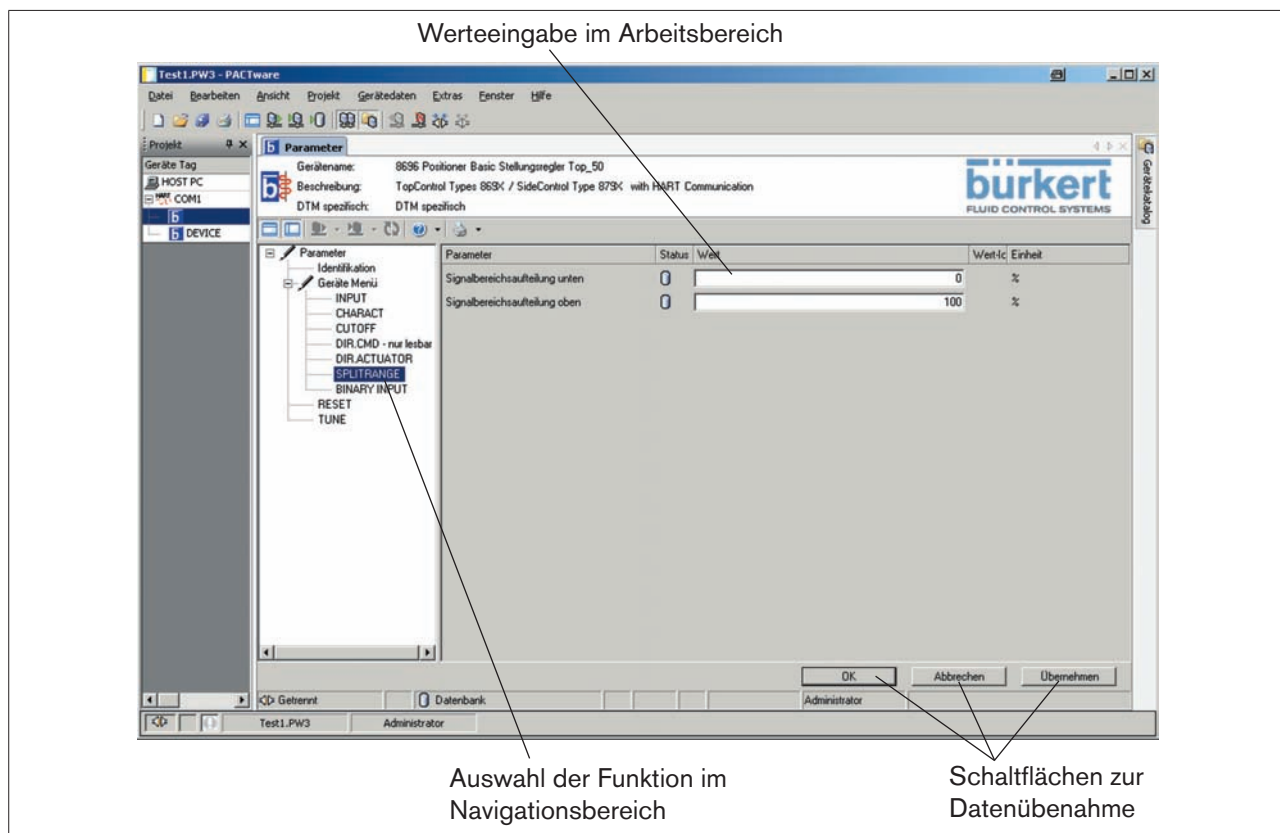 Werteeingabe im Arbeitsbereich
Test1.PW3 - PACTware
Datei Bearbeiten Ansicht Projekt Gerätedaten Extras Fenster Hilfe
Projekt
Parameter
Geräte Tag
HOST PC
HART COM1
DEVICE
Gerätename: 8696 Positioner Basic Stellungsregler Top_50
Beschreibung: TopControl Types 869X / SideControl Type 879X with HART Communication
DTM spezifisch: DTM spezifisch
bürkert
FLUID CONTROL SYSTEMS
Gerätekatalog
Parameter
Identifikation
Geräte Menü
INPUT
CHARACT
CUTOFF
DIR.CMD - nur lesbar
DIR.ACTUATOR
SPLITRANGE
BINARY INPUT
RESET
TUNE
Parameter Status Wert Wert-Ic Einheit
Signalbereichsaufteilung unten 0 %
Signalbereichsaufteilung oben 100 %
OK Abbrechen Übernehmen
Getrennt Datenbank Administrator
Test1.PW3 Administrator
Auswahl der Funktion im
Navigationsbereich
Schaltflächen zur
Datenübenahme